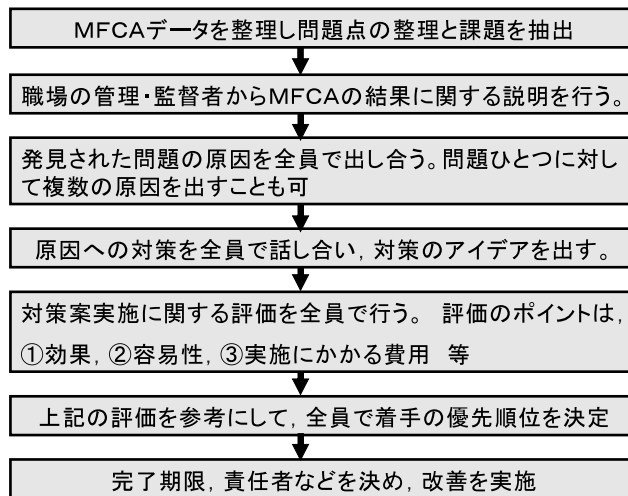 MFCAデータを整理し問題点の整理と課題を抽出
職場の管理・監督者からMFCAの結果に関する説明を行う。
発見された問題の原因を全員で出し合う。問題ひとつに対し
て複数の原因を出すことも可
原因への対策を全員で話し合い，対策のアイデアを出す。
対策案実施に関する評価を全員で行う。　評価のポイントは，
①効果，②容易性，③実施にかかる費用　等
上記の評価を参考にして，全員で着手の優先順位を決定
完了期限，責任者などを決め，改善を実施